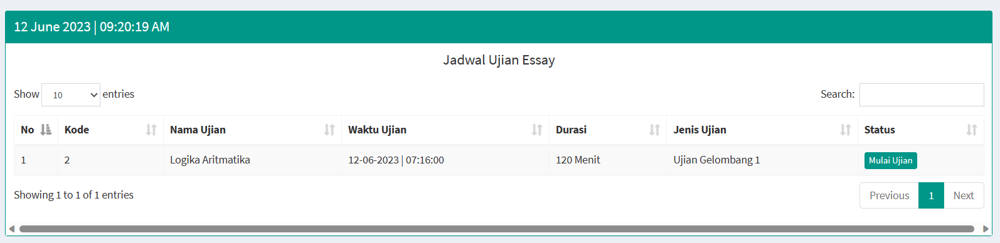 12 June 2023 | 09:20:19 AM
Jadwal Ujian Essay
Show 10 entries Search:
No Kode Nama Ujian Waktu Ujian Durasi Jenis Ujian Status
1 2 Logika Aritmatika 12-06-2023 | 07:16:00 120 Menit Ujian Gelombang 1 Mulai Ujian
Showing 1 to 1 of 1 entries Previous 1 Next